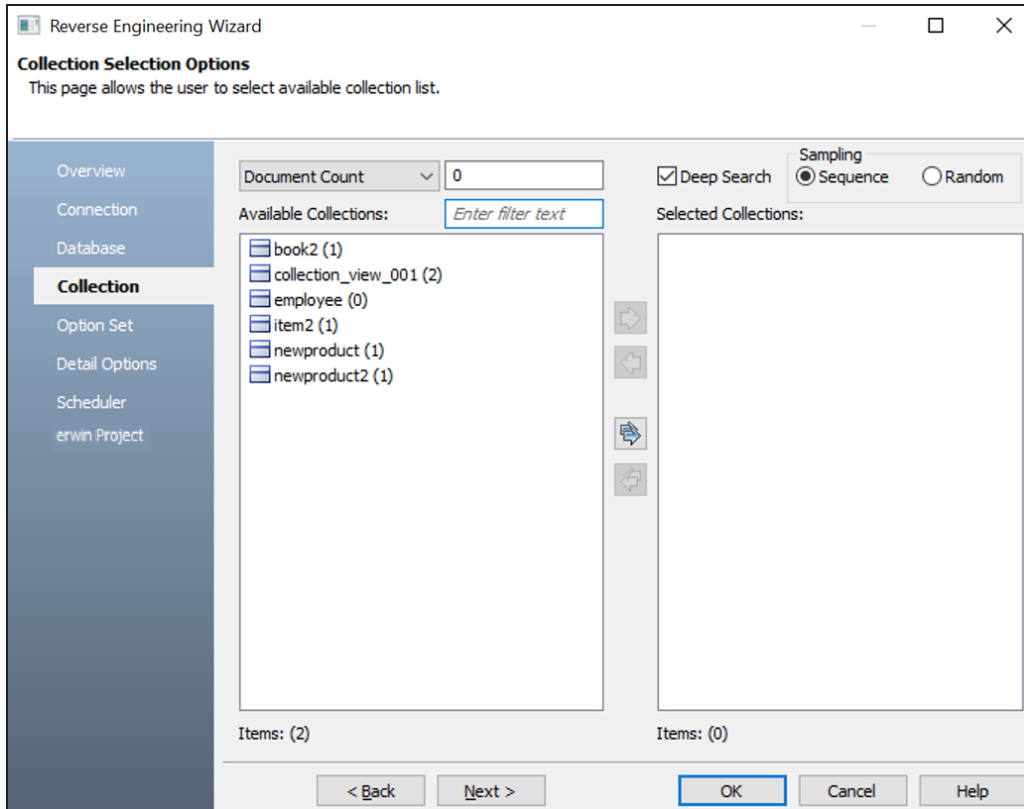 Reverse Engineering Wizard
Collection Selection Options
This page allows the user to select available collection list.
Overview
Connection
Database
Collection
Option Set
Detail Options
Scheduler
erwin Project
Document Count
0
Available Collections:
Enter filter text
book2 (1)
collection_view_001 (2)
employee (0)
item2 (1)
newproduct (1)
newproduct2 (1)
Items: (2)
Deep Search
Sampling
Sequence
Random
Selected Collections:
Items: (0)
< Back
Next >
OK
Cancel
Help